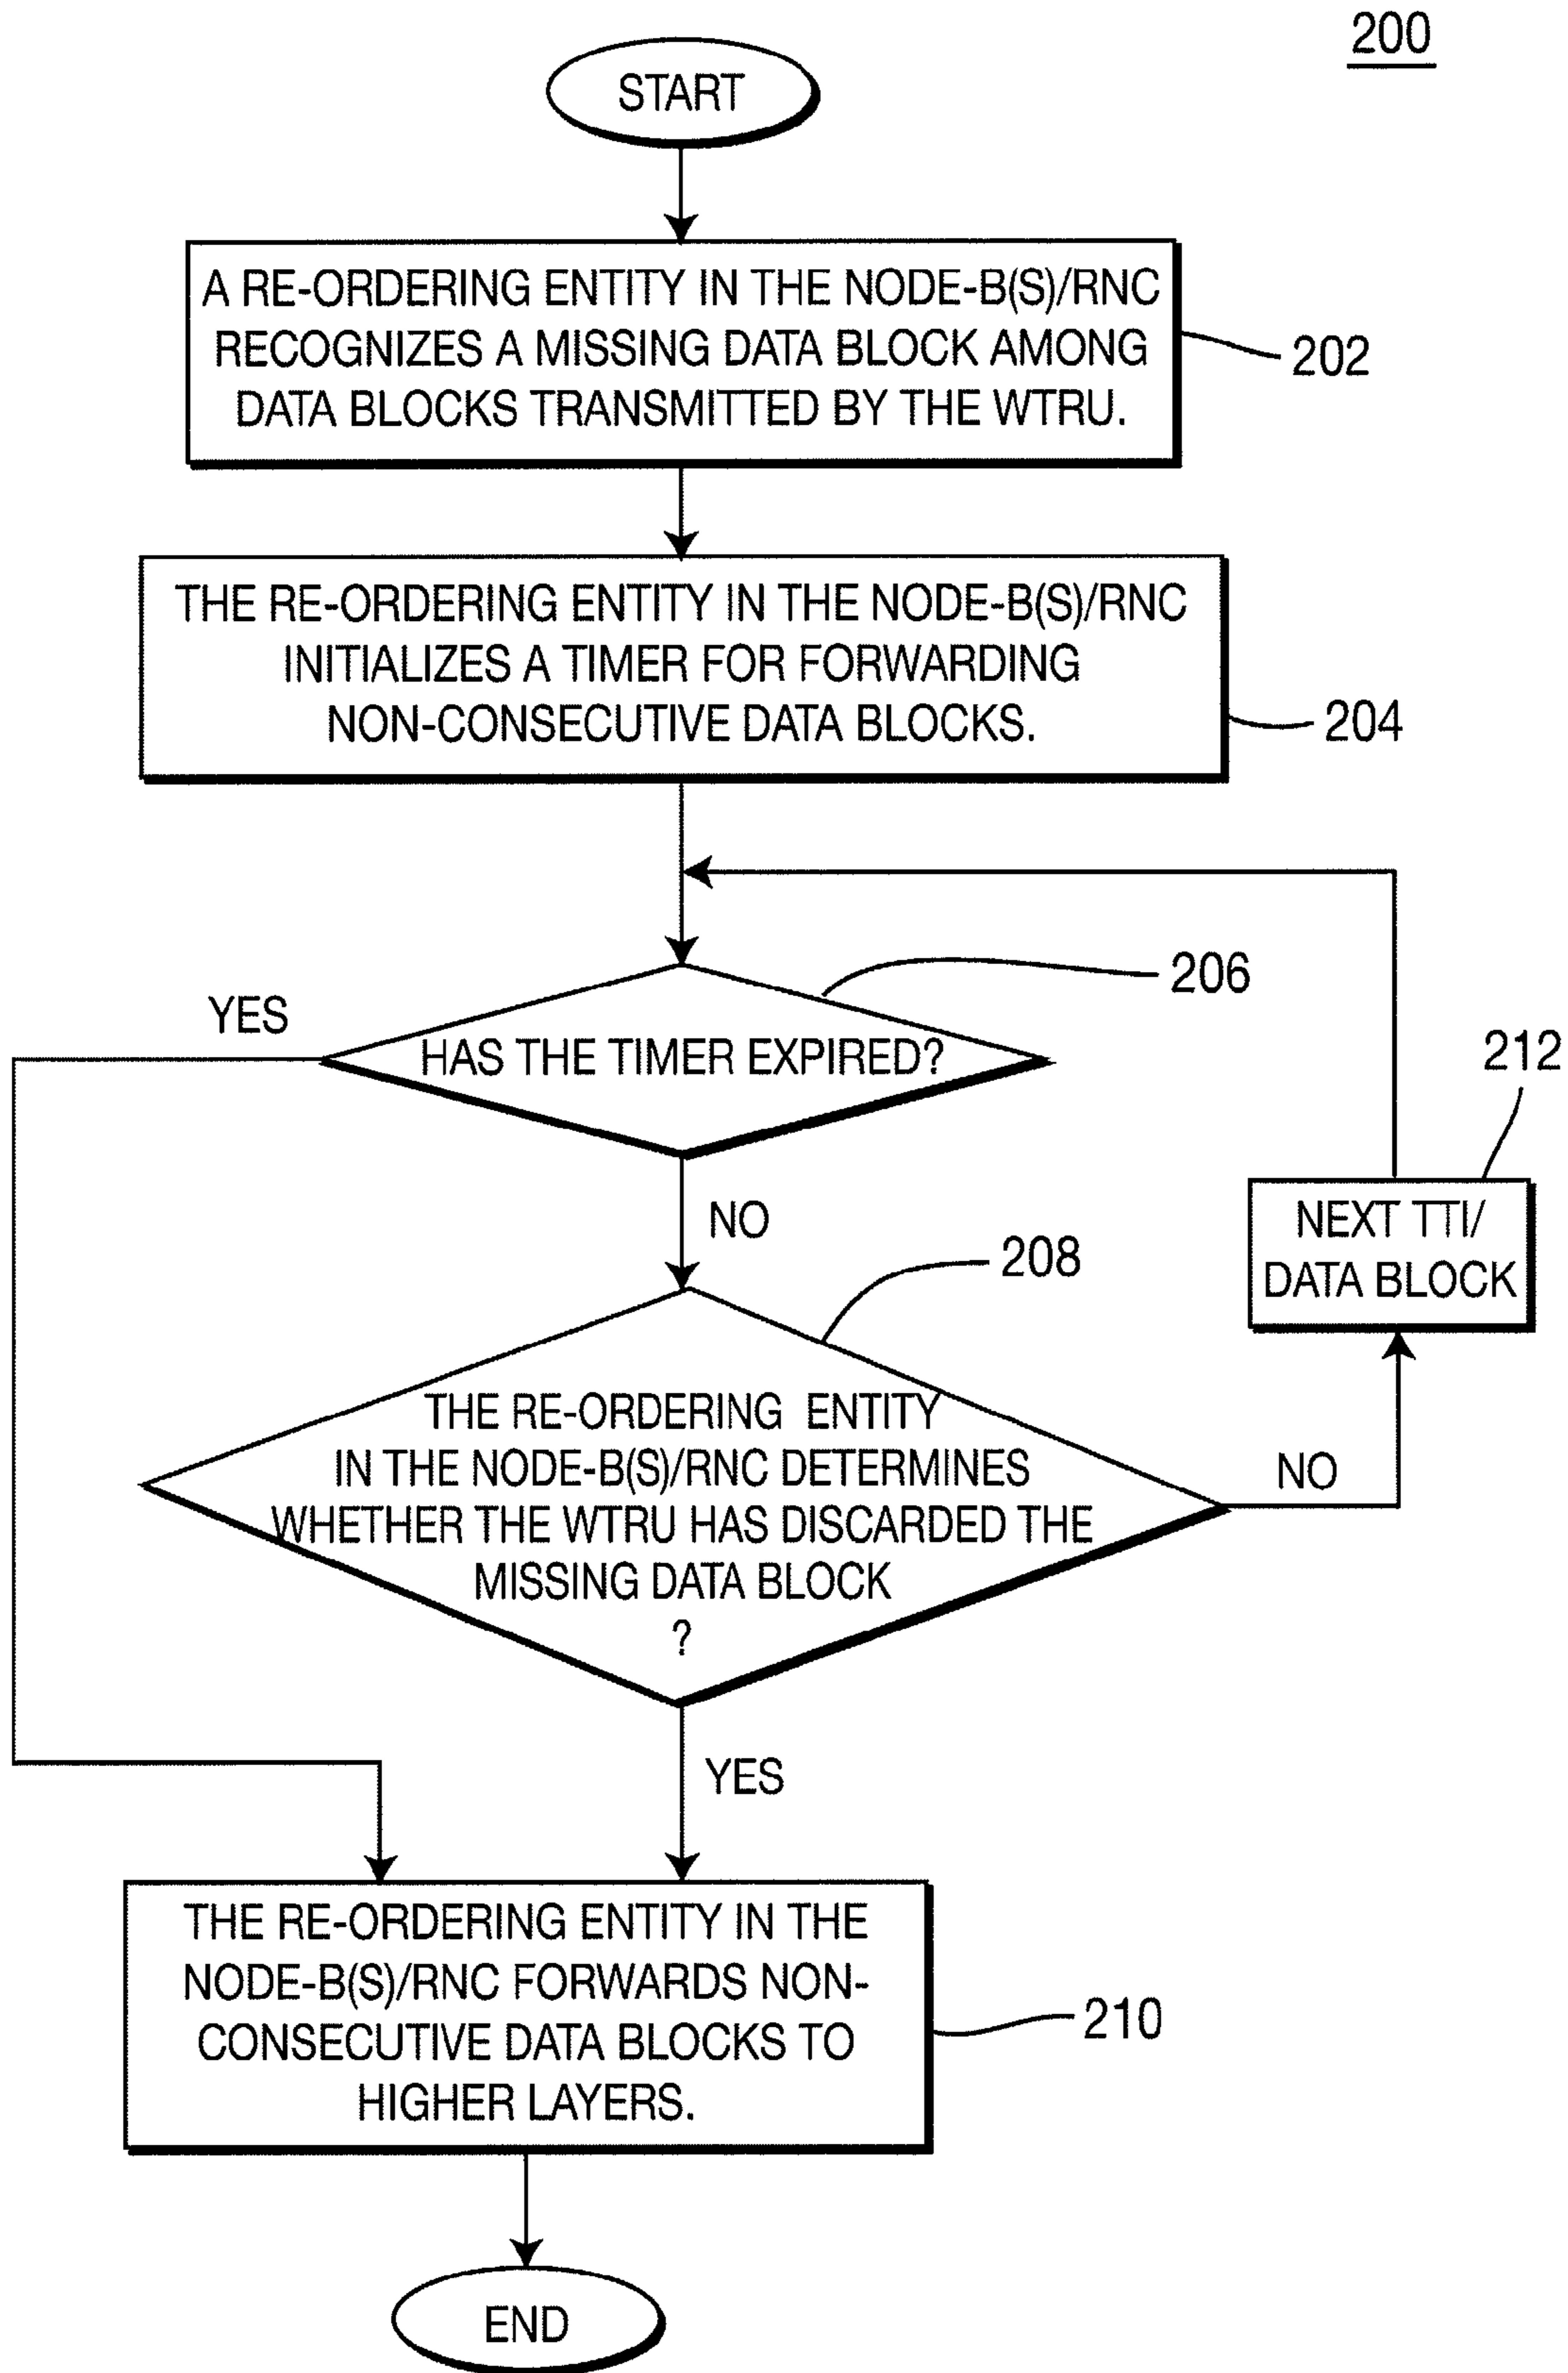 200
START
A RE-ORDERING ENTITY IN THE NODE-B(S)/RNC
RECOGNIZES A MISSING DATA BLOCK AMONG
DATA BLOCKS TRANSMITTED BY THE WTRU.
202
THE RE-ORDERING ENTITY IN THE NODE-B(S)/RNC
INITIALIZES A TIMER FOR FORWARDING
NON-CONSECUTIVE DATA BLOCKS.
204
206
YES
HAS THE TIMER EXPIRED?
212
NO
NEXT TTI/
DATA BLOCK
208
THE RE-ORDERING ENTITY
IN THE NODE-B(S)/RNC DETERMINES
WHETHER THE WTRU HAS DISCARDED THE
MISSING DATA BLOCK
?
NO
YES
THE RE-ORDERING ENTITY IN THE
NODE-B(S)/RNC FORWARDS NON-
CONSECUTIVE DATA BLOCKS TO
HIGHER LAYERS.
210
END